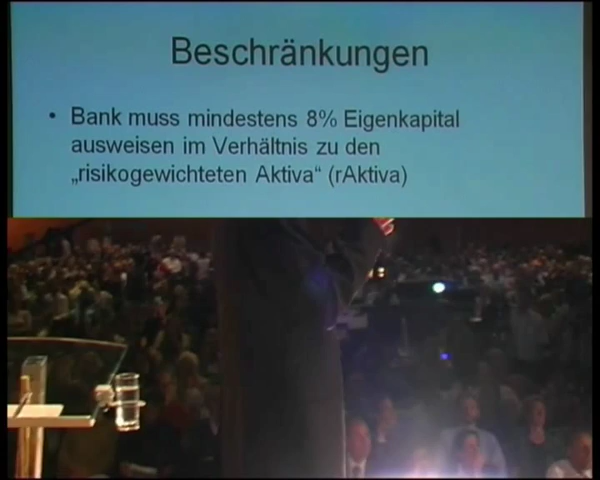 Beschränkungen
• Bank muss mindestens 8% Eigenkapital
ausweisen im Verhältnis zu den
„risikogewichteten Aktiva“ (rAktiva)